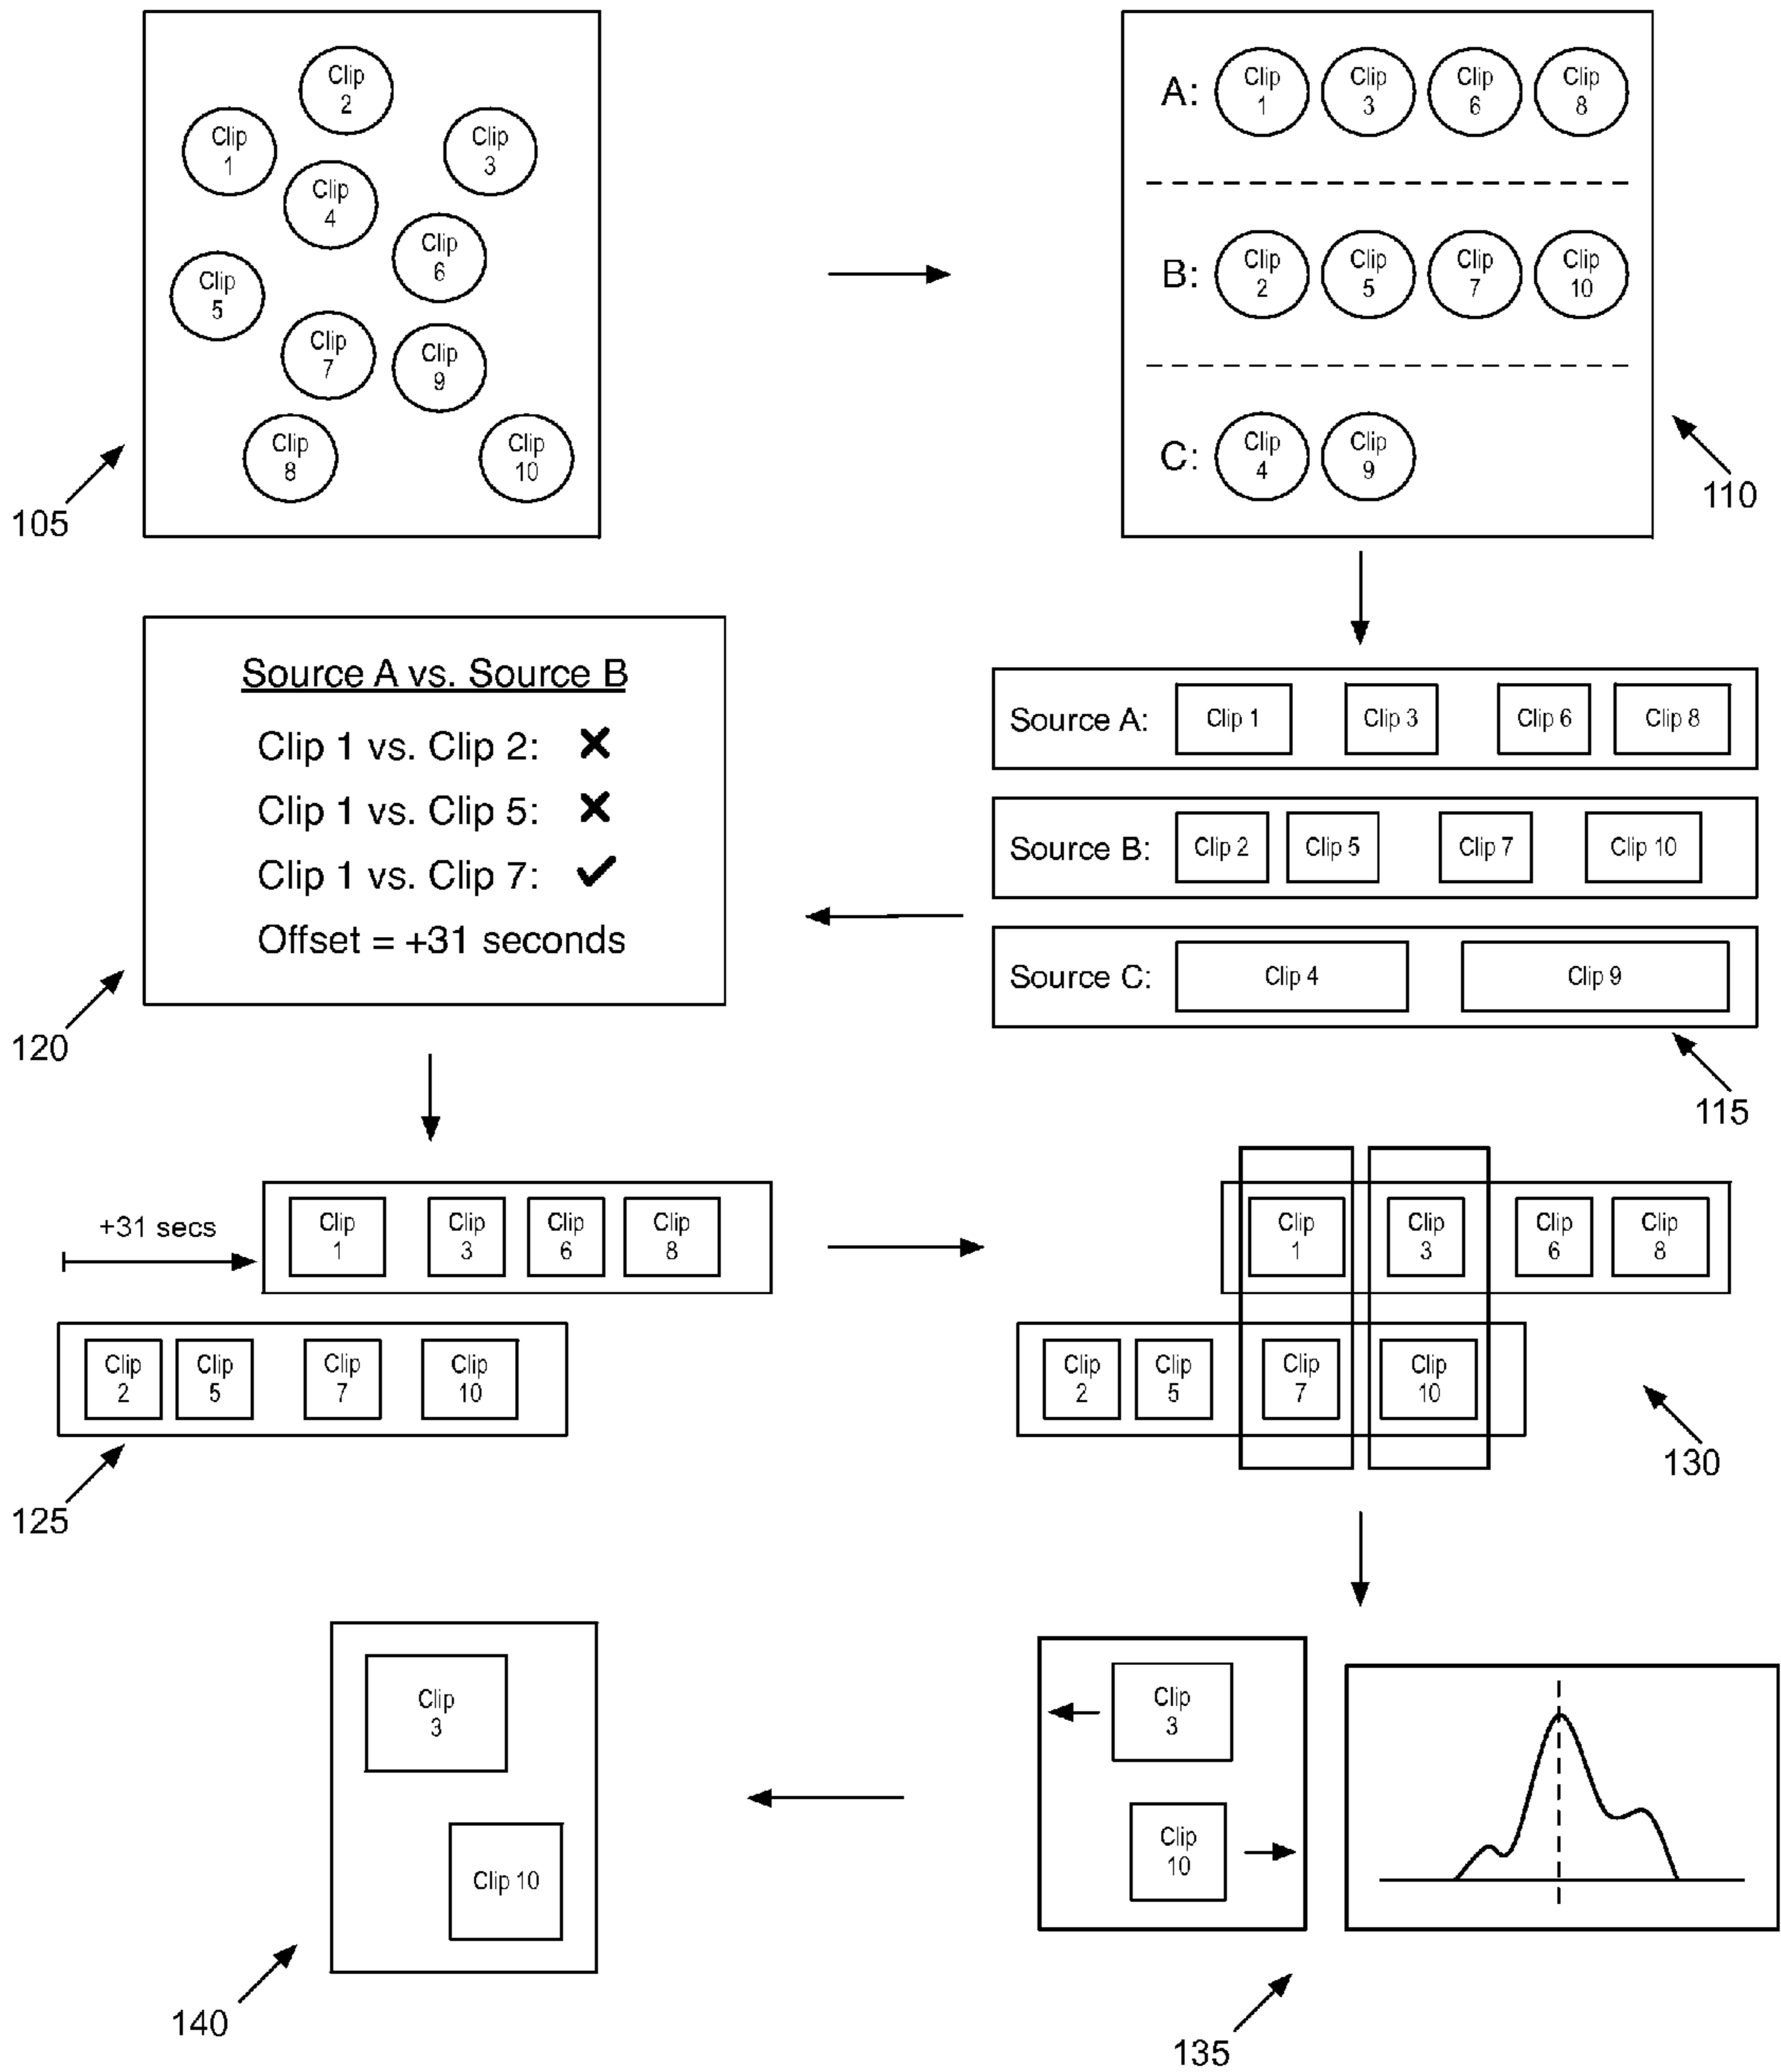 Clip
2
Clip
1
Clip
3
Clip
4
Clip
6
Clip
5
Clip
7
Clip
9
Clip
8
Clip
10
105
A:
Clip
1
Clip
3
Clip
6
Clip
8
B:
Clip
2
Clip
5
Clip
7
Clip
10
C:
Clip
4
Clip
9
110
Source A: Clip 1 Clip 3 Clip 6 Clip 8
Source B: Clip 2 Clip 5 Clip 7 Clip 10
Source C: Clip 4 Clip 9
115
Source A vs. Source B
Clip 1 vs. Clip 2: ✕
Clip 1 vs. Clip 5: ✕
Clip 1 vs. Clip 7: ✓
Offset = +31 seconds
120
+31 secs
Clip
1
Clip
3
Clip
6
Clip
8
Clip
2
Clip
5
Clip
7
Clip
10
125
Clip
1
Clip
3
Clip
6
Clip
8
Clip
2
Clip
5
Clip
7
Clip
10
130
Clip
3
Clip
10
135
Clip
3
Clip 10
140